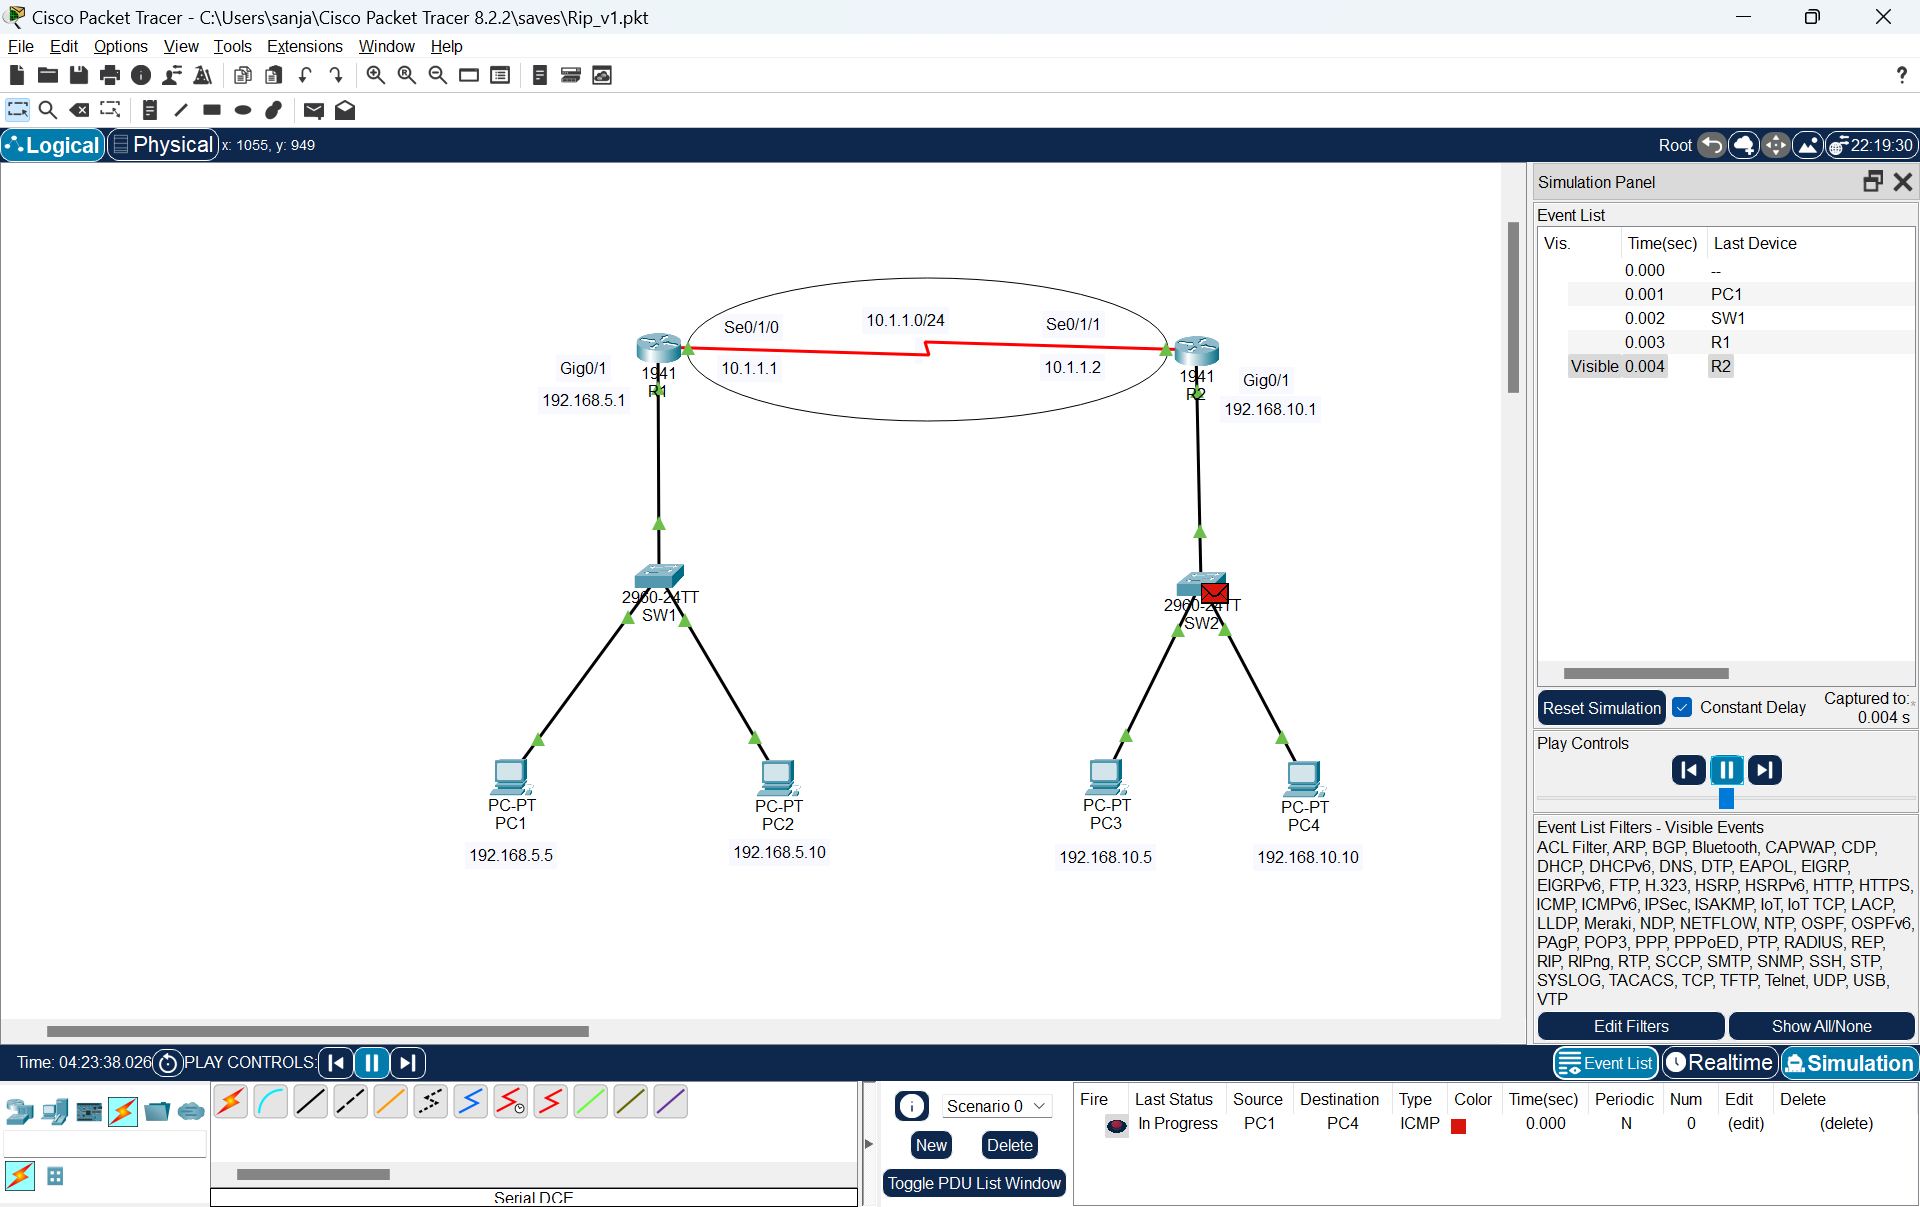 Cisco Packet Tracer - C:\Users\sanja\Cisco Packet Tracer 8.2.2\saves\Rip_v1.pkt
File Edit Options View Tools Extensions Window Help
?
Logical Physical x: 1055, y: 949 Root 22:19:30
Simulation Panel
Event List
Vis. Time(sec) Last Device
0.000 --
0.001 PC1
0.002 SW1
0.003 R1
Visible 0.004 R2
Se0/1/0 10.1.1.0/24 Se0/1/1
Gig0/1 1941 10.1.1.1 10.1.1.2 1941 Gig0/1
R1 R2
192.168.5.1 192.168.10.1
2960-24TT
SW1
2960-24TT
SW2
PC-PT
PC1
192.168.5.5
PC-PT
PC2
192.168.5.10
PC-PT
PC3
192.168.10.5
PC-PT
PC4
192.168.10.10
Reset Simulation Constant Delay Captured to:*
0.004 s
Play Controls
Event List Filters - Visible Events
ACL Filter, ARP, BGP, Bluetooth, CAPWAP, CDP,
DHCP, DHCPv6, DNS, DTP, EAPOL, EIGRP,
EIGRPv6, FTP, H.323, HSRP, HSRPv6, HTTP, HTTPS,
ICMP, ICMPv6, IPSec, ISAKMP, IoT, IoT TCP, LACP,
LLDP, Meraki, NDP, NETFLOW, NTP, OSPF, OSPFv6,
PAgP, POP3, PPP, PPPoED, PTP, RADIUS, REP,
RIP, RIPng, RTP, SCCP, SMTP, SNMP, SSH, STP,
SYSLOG, TACACS, TCP, TFTP, Telnet, UDP, USB,
VTP
Edit Filters Show All/None
Time: 04:23:38.026 PLAY CONTROLS: Event List Realtime Simulation
Scenario 0
New Delete
Toggle PDU List Window
Fire Last Status Source Destination Type Color Time(sec) Periodic Num Edit Delete
In Progress PC1 PC4 ICMP 0.000 N 0 (edit) (delete)
Serial DCE